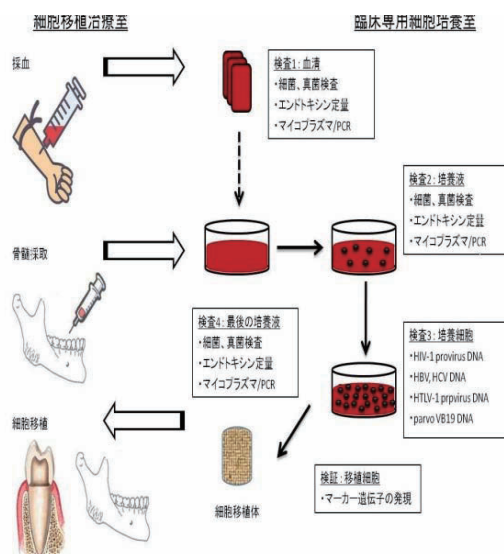 細胞移植治療室
臨床専用細胞培養室
採血
検査1：血清
・細菌、真菌検査
・エンドトキシン定量
・マイコプラズマ/PCR
検査2：培養液
・細菌、真菌検査
・エンドトキシン定量
・マイコプラズマ/PCR
骨髄採取
検査4：最後の培養液
・細菌、真菌検査
・エンドトキシン定量
・マイコプラズマ/PCR
検査3：培養細胞
・HIV-1 provirus DNA
・HBV, HCV DNA
・HTLV-1 prpvirus DNA
・parvo VB19 DNA
細胞移植
細胞移植体
検証：移植細胞
・マーカー遺伝子の発現